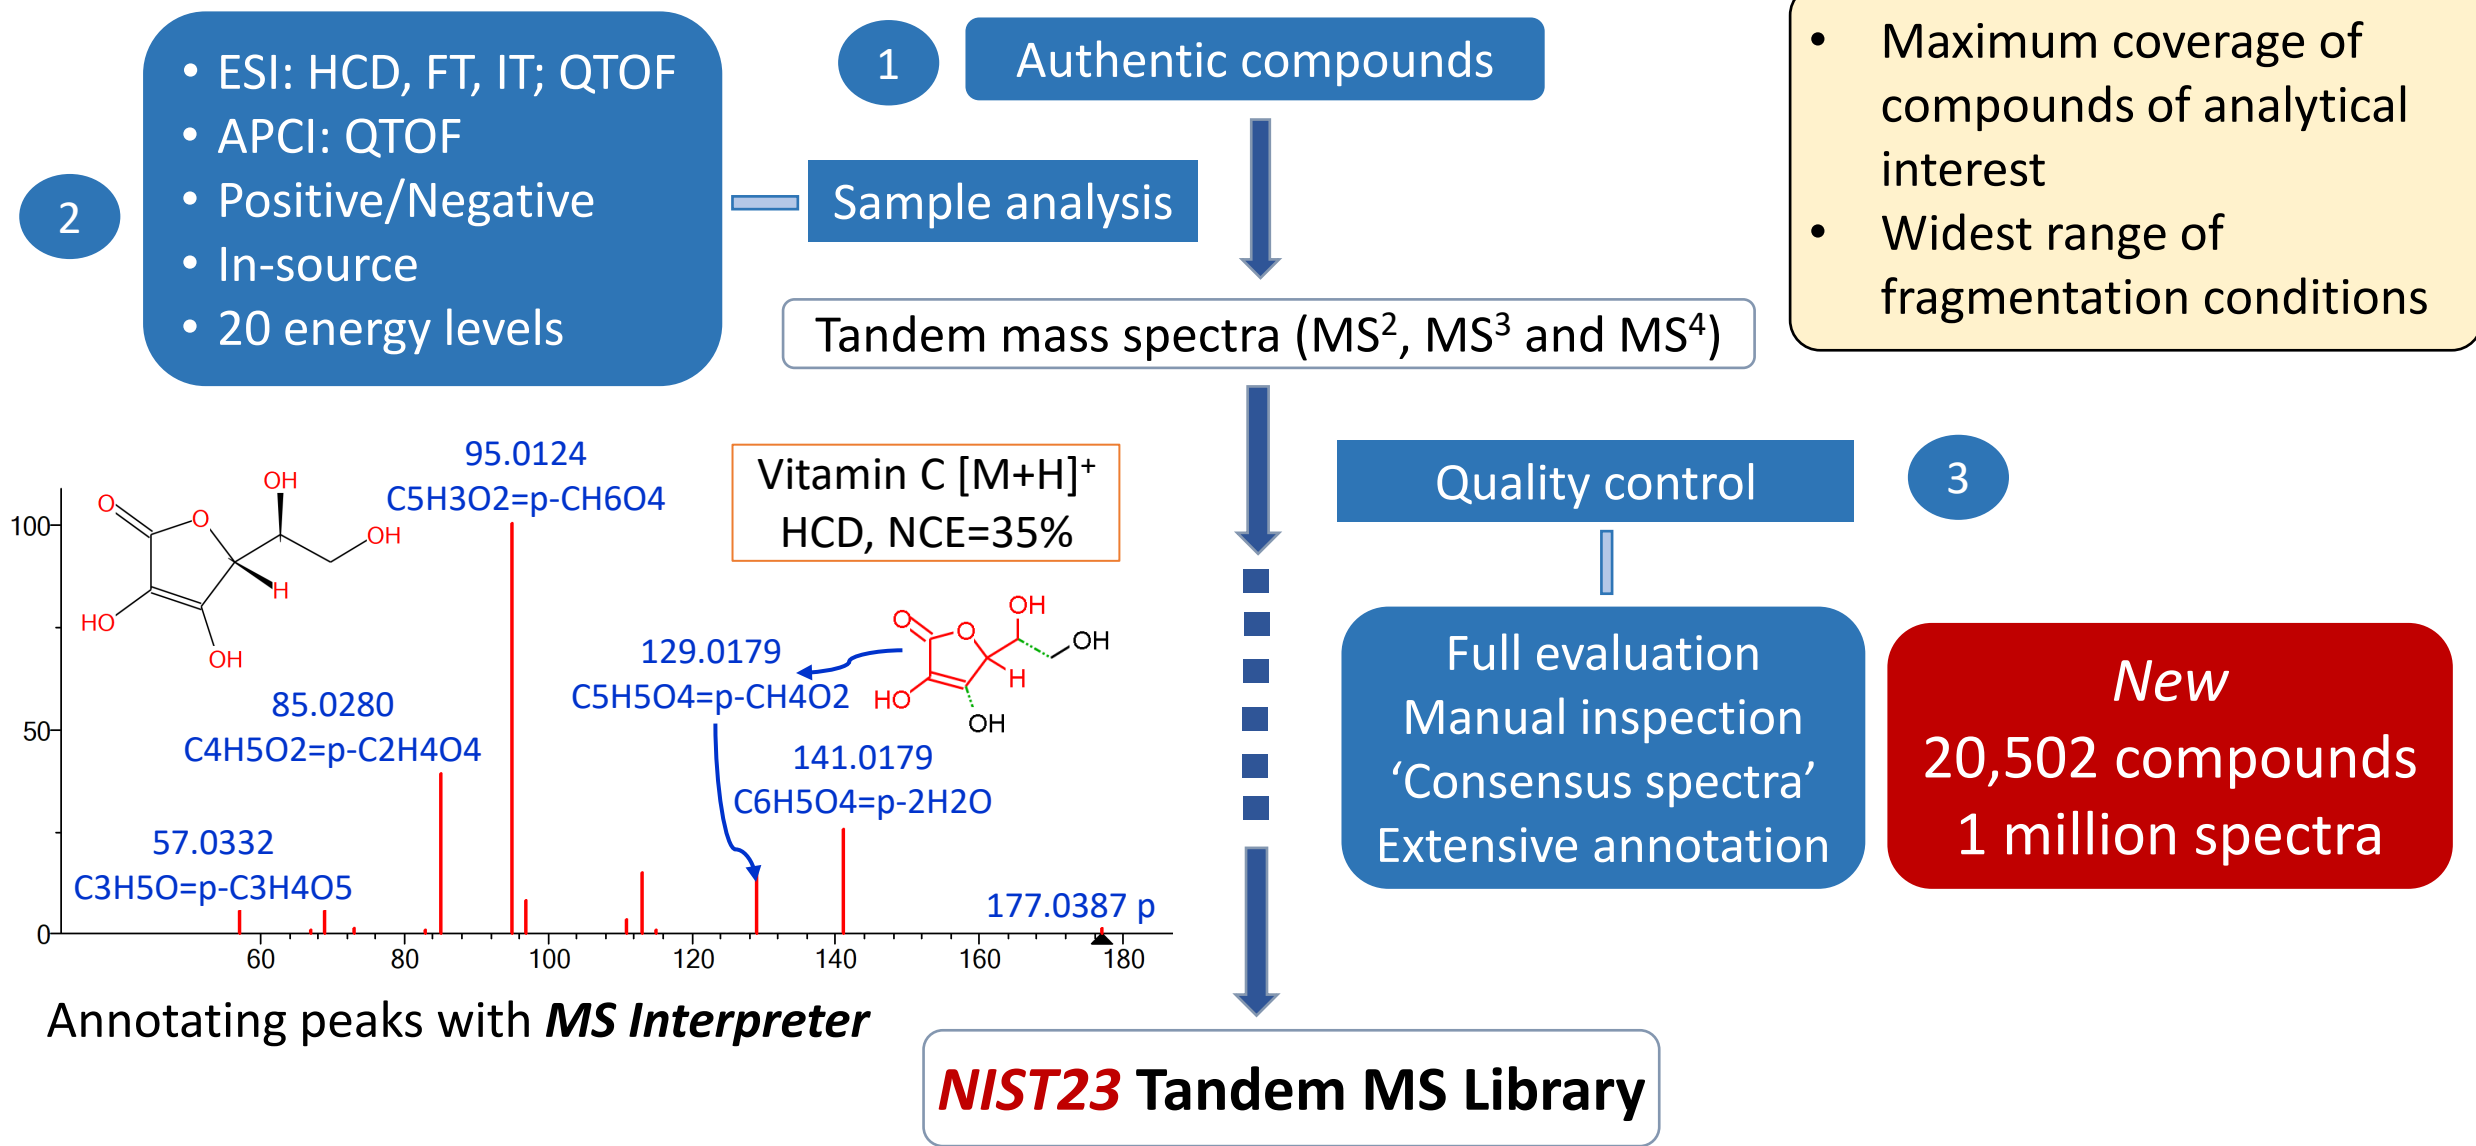 • ESI: HCD, FT, IT; QTOF
• APCI: QTOF
• Positive/Negative
• In-source
• 20 energy levels
2
1
Authentic compounds
Sample analysis
• Maximum coverage of
compounds of analytical
interest
• Widest range of
fragmentation conditions
Tandem mass spectra (MS², MS³ and MS⁴)
Quality control
3
Full evaluation
Manual inspection
‘Consensus spectra’
Extensive annotation
New
20,502 compounds
1 million spectra
Vitamin C [M+H]⁺
HCD, NCE=35%
95.0124
C5H3O2=p-CH6O4
129.0179
C5H5O4=p-CH4O2
85.0280
C4H5O2=p-C2H4O4
141.0179
C6H5O4=p-2H2O
57.0332
C3H5O=p-C3H4O5
177.0387 p
O
O
OH
OH
H
HO
OH
O
O
OH
OH
H
HO
OH
100
50
0
60
80
100
120
140
160
180
Annotating peaks with MS Interpreter
NIST23 Tandem MS Library